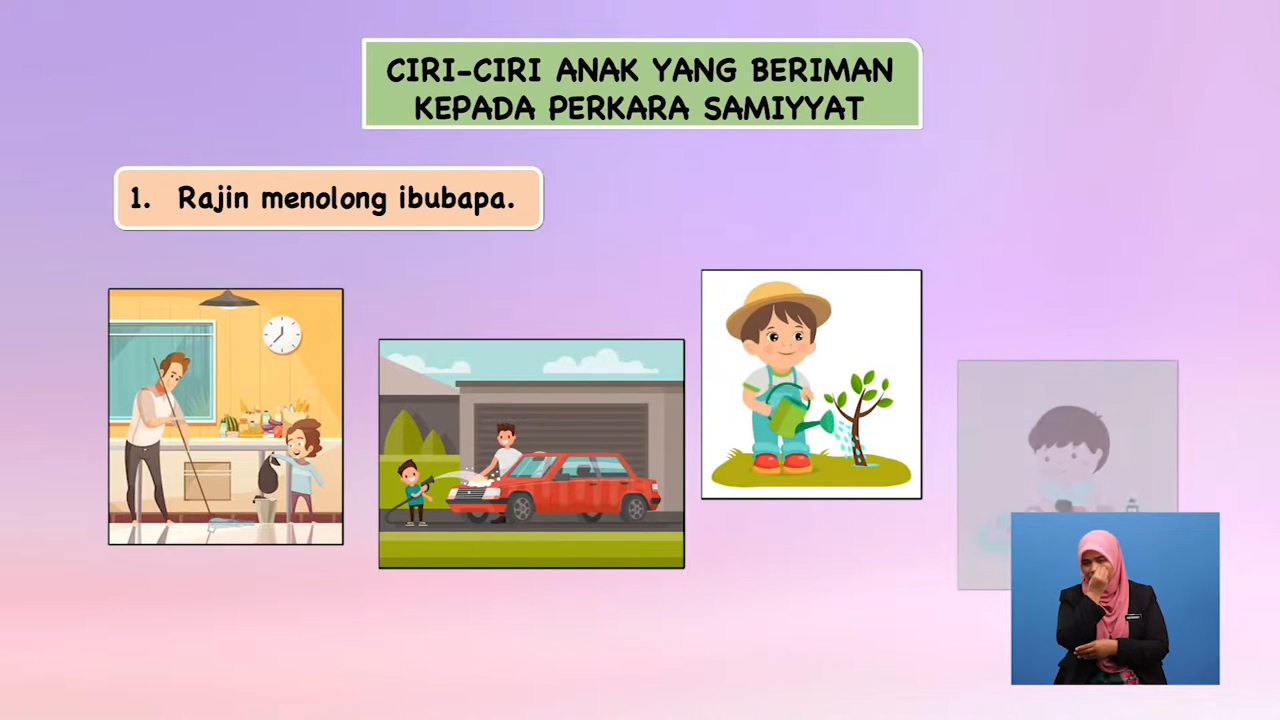 CIRI-CIRI ANAK YANG BERIMAN
KEPADA PERKARA SAMIYYAT
1. Rajin menolong ibubapa.